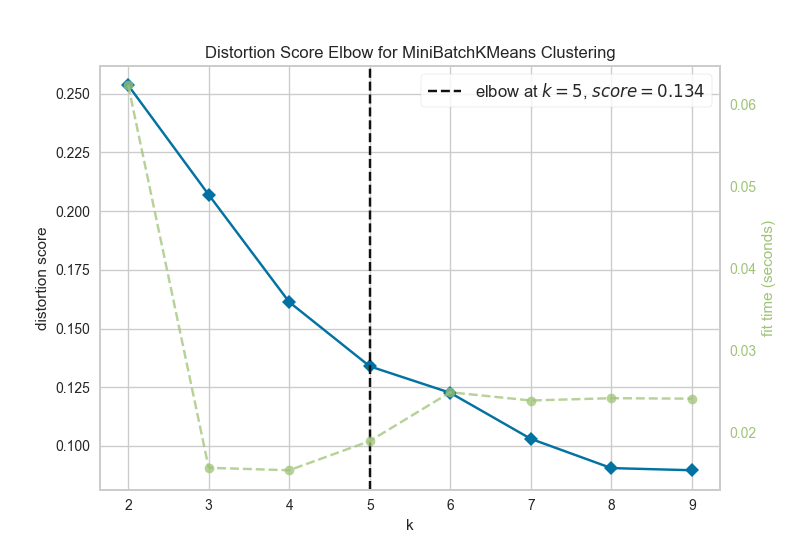 Distortion Score Elbow for MiniBatchKMeans Clustering
elbow at k = 5, score = 0.134
distortion score
0.250
0.225
0.200
0.175
0.150
0.125
0.100
0.06
0.05
0.04
0.03
0.02
fit time (seconds)
2 3 4 5 6 7 8 9
k